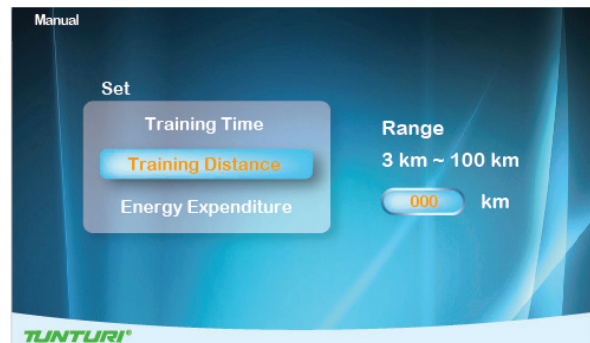 Manual
Set
Training Time
Training Distance
Energy Expenditure
Range
3 km ~ 100 km
000 km
TUNTURI®